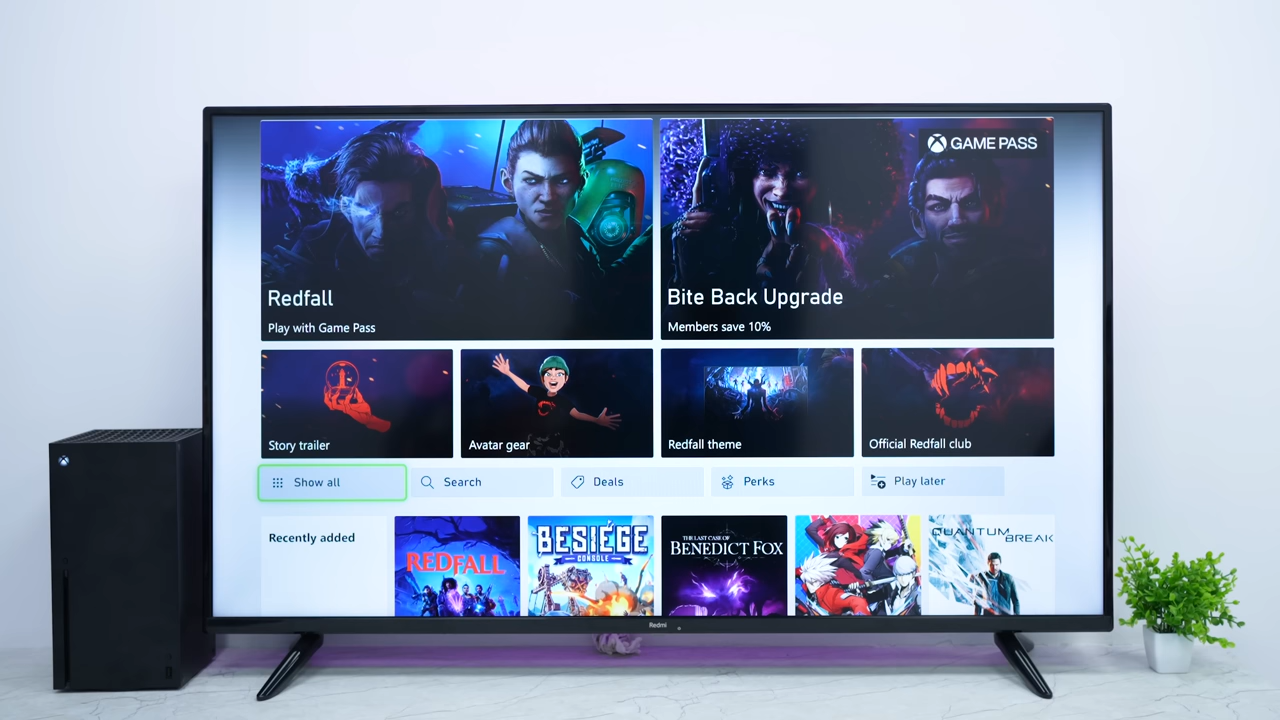 GAME PASS
Redfall
Play with Game Pass
Bite Back Upgrade
Members save 10%
Story trailer
Avatar gear
Redfall theme
Official Redfall club
Show all
Search
Deals
Perks
Play later
Recently added
REDFALL
BESIEGE
CONSOLE
THE LAST CASE OF
BENEDICT FOX
QUANTUM
BREAK
Redmi